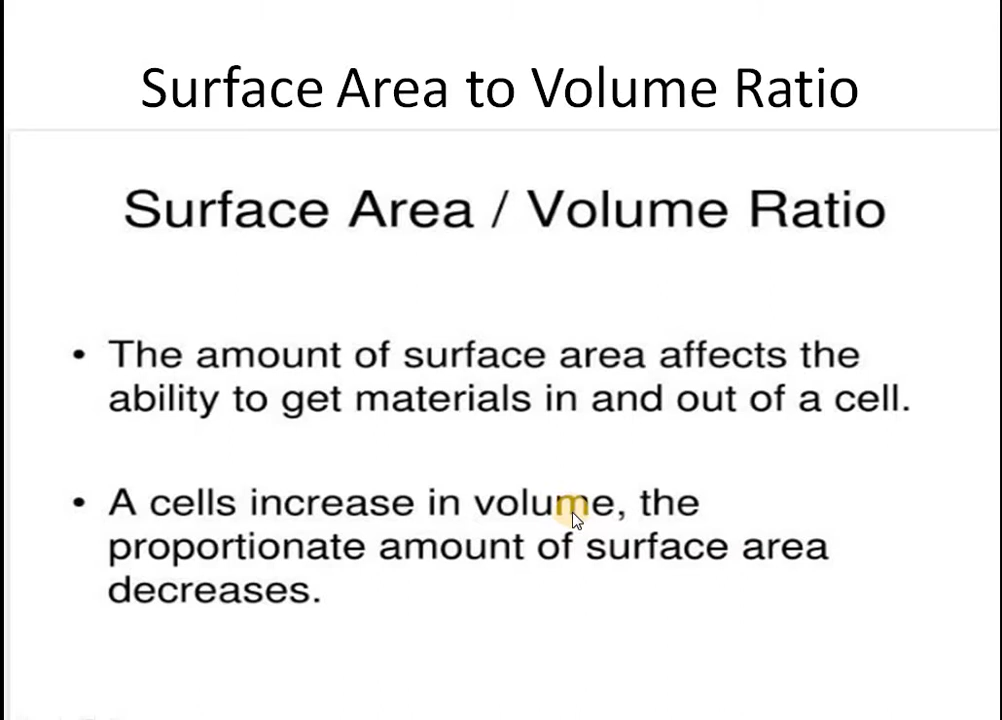 Surface Area to Volume Ratio
Surface Area / Volume Ratio
• The amount of surface area affects the
ability to get materials in and out of a cell.
• A cells increase in volume, the
proportionate amount of surface area
decreases.